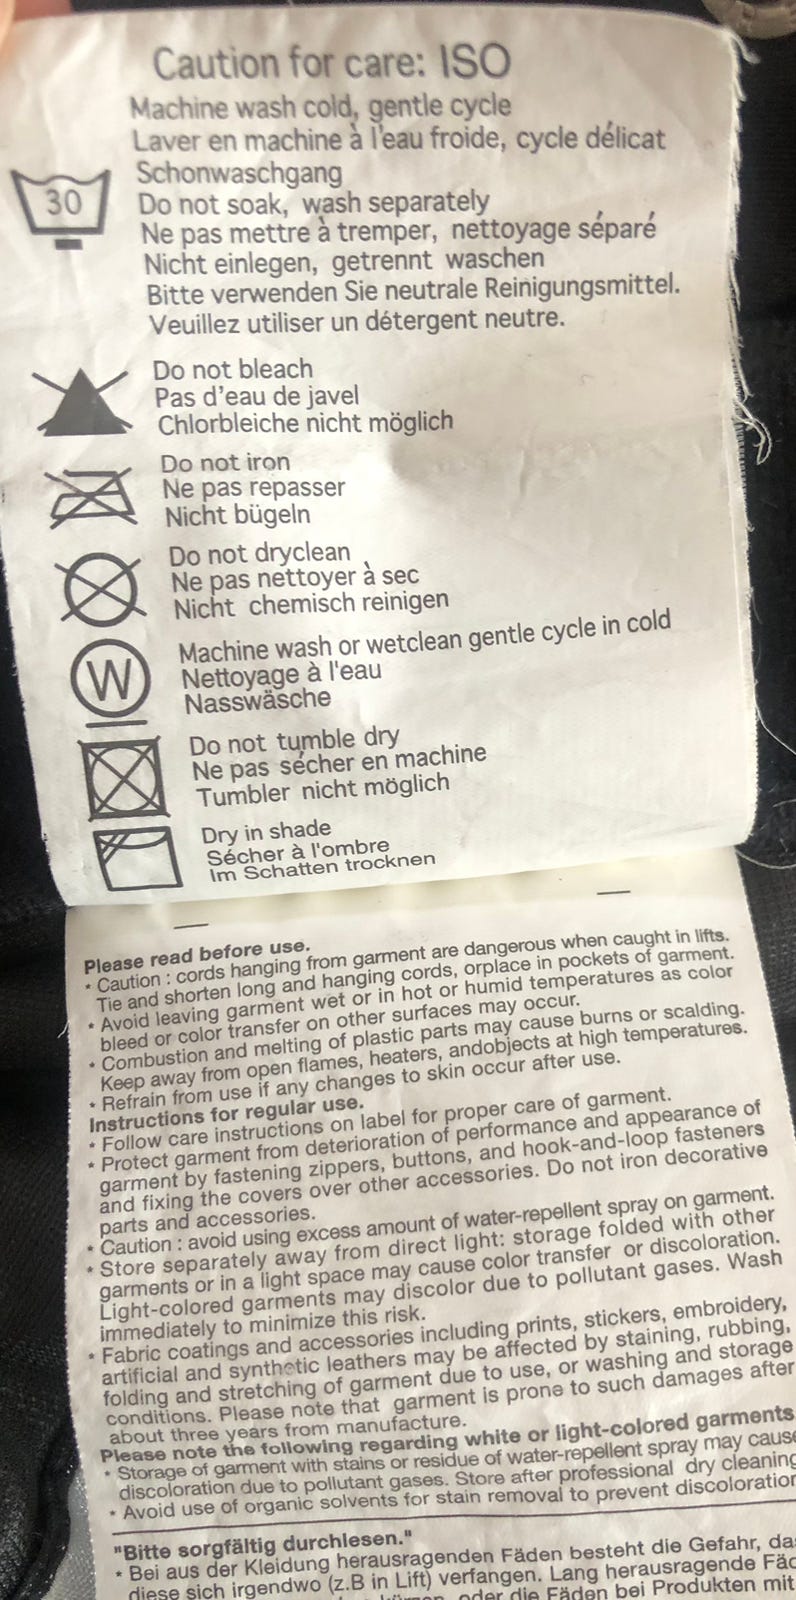 Caution for care: ISO
Machine wash cold, gentle cycle
Laver en machine à l'eau froide, cycle délicat
Schonwaschgang
30
Do not soak, wash separately
Ne pas mettre à tremper, nettoyage séparé
Nicht einlegen, getrennt waschen
Bitte verwenden Sie neutrale Reinigungsmittel.
Veuillez utiliser un détergent neutre.
Do not bleach
Pas d'eau de javel
Chlorbleiche nicht möglich
Do not iron
Ne pas repasser
Nicht bügeln
Do not dryclean
Ne pas nettoyer à sec
Nicht chemisch reinigen
W
Machine wash or wetclean gentle cycle in cold
Nettoyage à l'eau
Nasswäsche
Do not tumble dry
Ne pas sécher en machine
Tumbler nicht möglich
Dry in shade
Sécher à l'ombre
Im Schatten trocknen
Please read before use.
* Caution : cords hanging from garment are dangerous when caught in lifts.
Tie and shorten long and hanging cords, orplace in pockets of garment.
* Avoid leaving garment wet or in hot or humid temperatures as color
bleed or color transfer on other surfaces may occur.
* Combustion and melting of plastic parts may cause burns or scalding.
Keep away from open flames, heaters, andobjects at high temperatures.
* Refrain from use if any changes to skin occur after use.
Instructions for regular use.
* Follow care instructions on label for proper care of garment.
* Protect garment from deterioration of performance and appearance of
garment by fastening zippers, buttons, and hook-and-loop fasteners
and fixing the covers over other accessories. Do not iron decorative
parts and accessories.
* Caution : avoid using excess amount of water-repellent spray on garment.
* Store separately away from direct light: storage folded with other
garments or in a light space may cause color transfer or discoloration.
Light-colored garments may discolor due to pollutant gases. Wash
immediately to minimize this risk.
* Fabric coatings and accessories including prints, stickers, embroidery,
artificial and synthetic leathers may be affected by staining, rubbing,
folding and stretching of garment due to use, or washing and storage
conditions. Please note that garment is prone to such damages after
about three years from manufacture.
Please note the following regarding white or light-colored garments
* Storage of garment with stains or residue of water-repellent spray may cause
discoloration due to pollutant gases. Store after professional dry cleaning
* Avoid use of organic solvents for stain removal to prevent discoloration
"Bitte sorgfältig durchlesen."
* Bei aus der Kleidung herausragenden Fäden besteht die Gefahr, das
diese sich irgendwo (z.B in Lift) verfangen. Lang herausragende Fäd
oder die Fäden bei Produkten mit